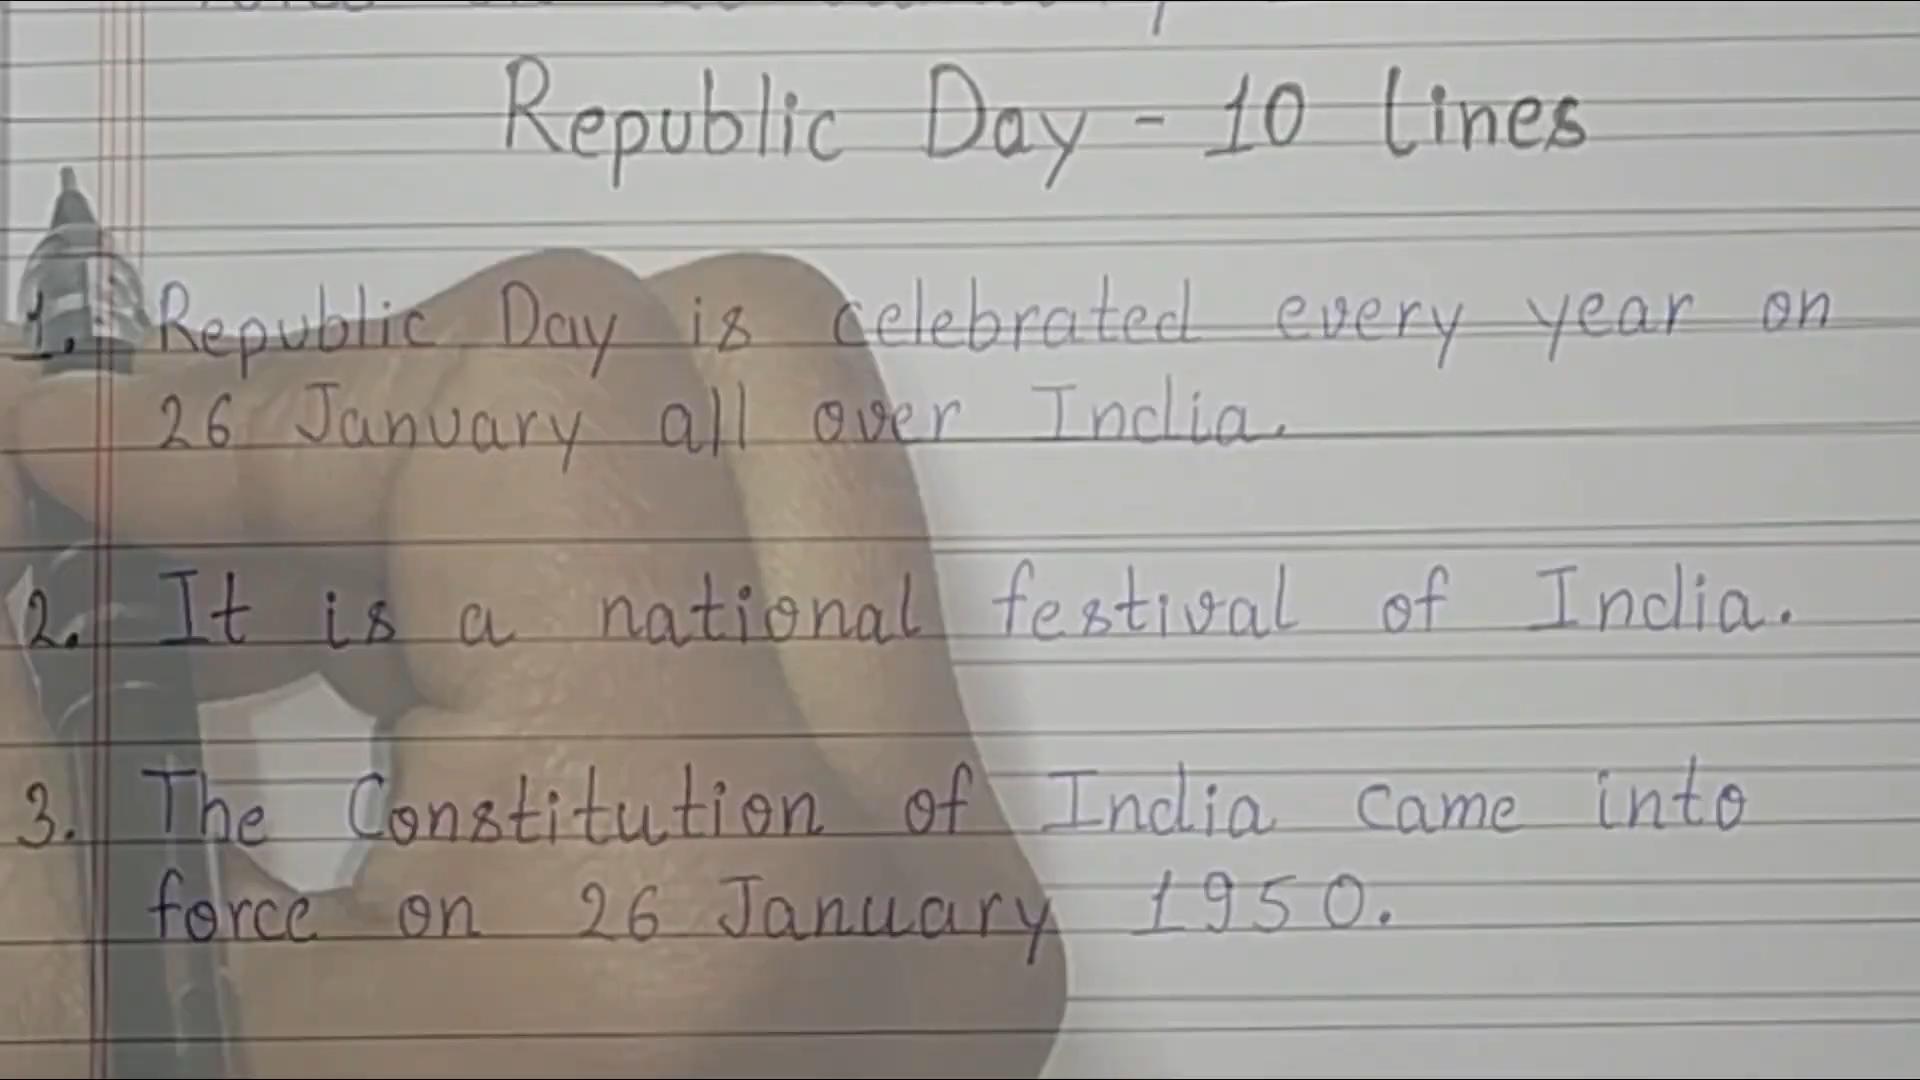 Republic Day - 10 lines
1. Republic Day is celebrated every year on
26 January all over India.
2. It is a national festival of India.
3. The Constitution of India came into
force on 26 January 1950.